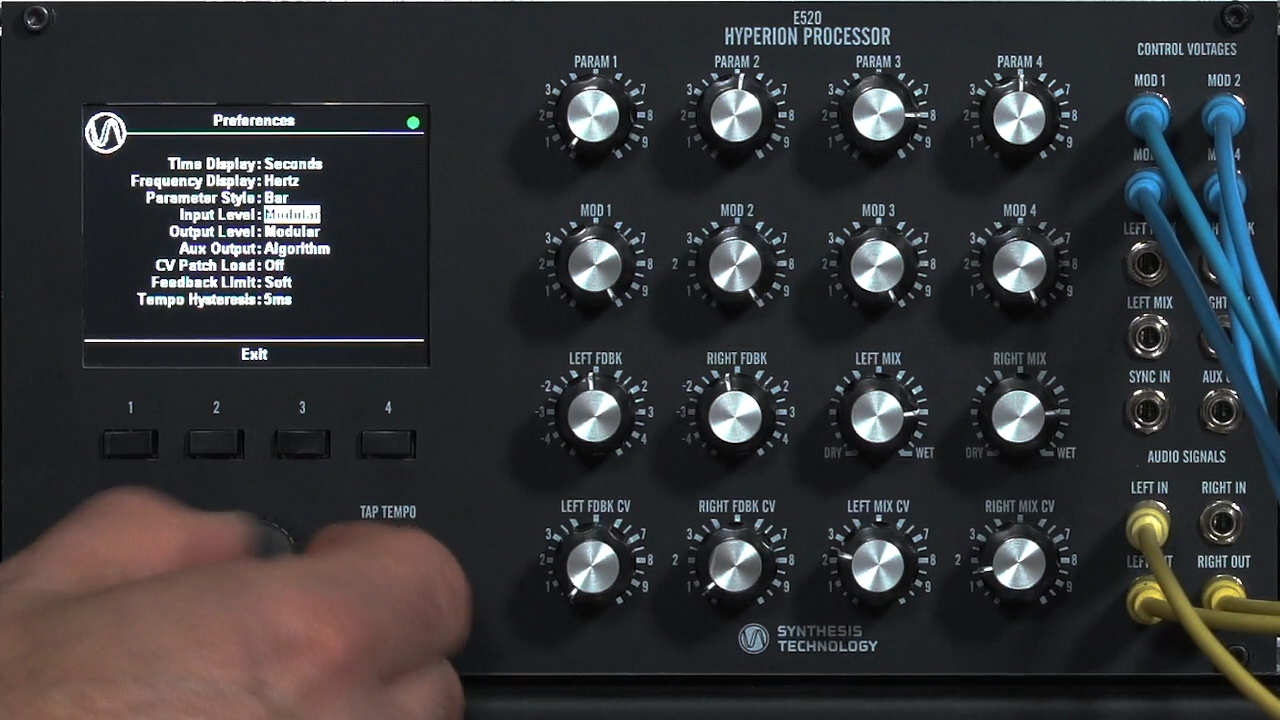 E520
HYPERION PROCESSOR
CONTROL VOLTAGES
Preferences
Time Display: Seconds
Frequency Display: Hertz
Parameter Style: Bar
Input Level: Modular
Output Level: Modular
Aux Output: Algorithm
CV Patch Load: Off
Feedback Limit: Soft
Tempo Hysteresis: 5ms
Exit
1 2 3 4
TAP TEMPO
PARAM 1 PARAM 2 PARAM 3 PARAM 4
MOD 1 MOD 2 MOD 3 MOD 4
LEFT FDBK RIGHT FDBK LEFT MIX RIGHT MIX
DRY WET DRY WET
LEFT FDBK CV RIGHT FDBK CV LEFT MIX CV RIGHT MIX CV
SYNTHESIS
TECHNOLOGY
MOD 1 MOD 2
LEFT MIX
SYNC IN AUX
AUDIO SIGNALS
LEFT IN RIGHT IN
RIGHT OUT